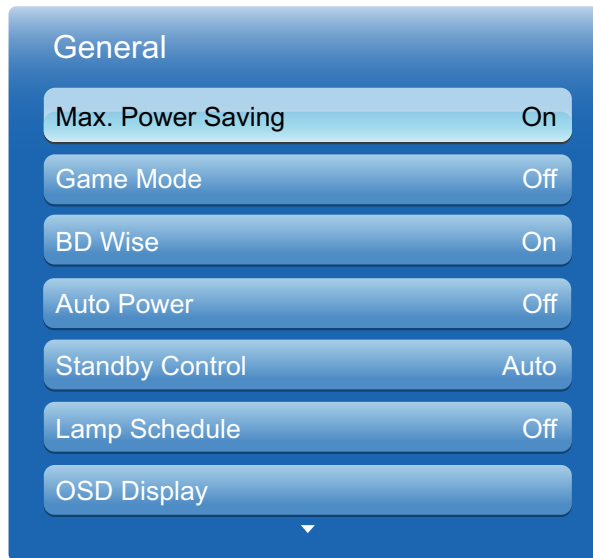 General
Max. Power Saving On
Game Mode Off
BD Wise On
Auto Power Off
Standby Control Auto
Lamp Schedule Off
OSD Display